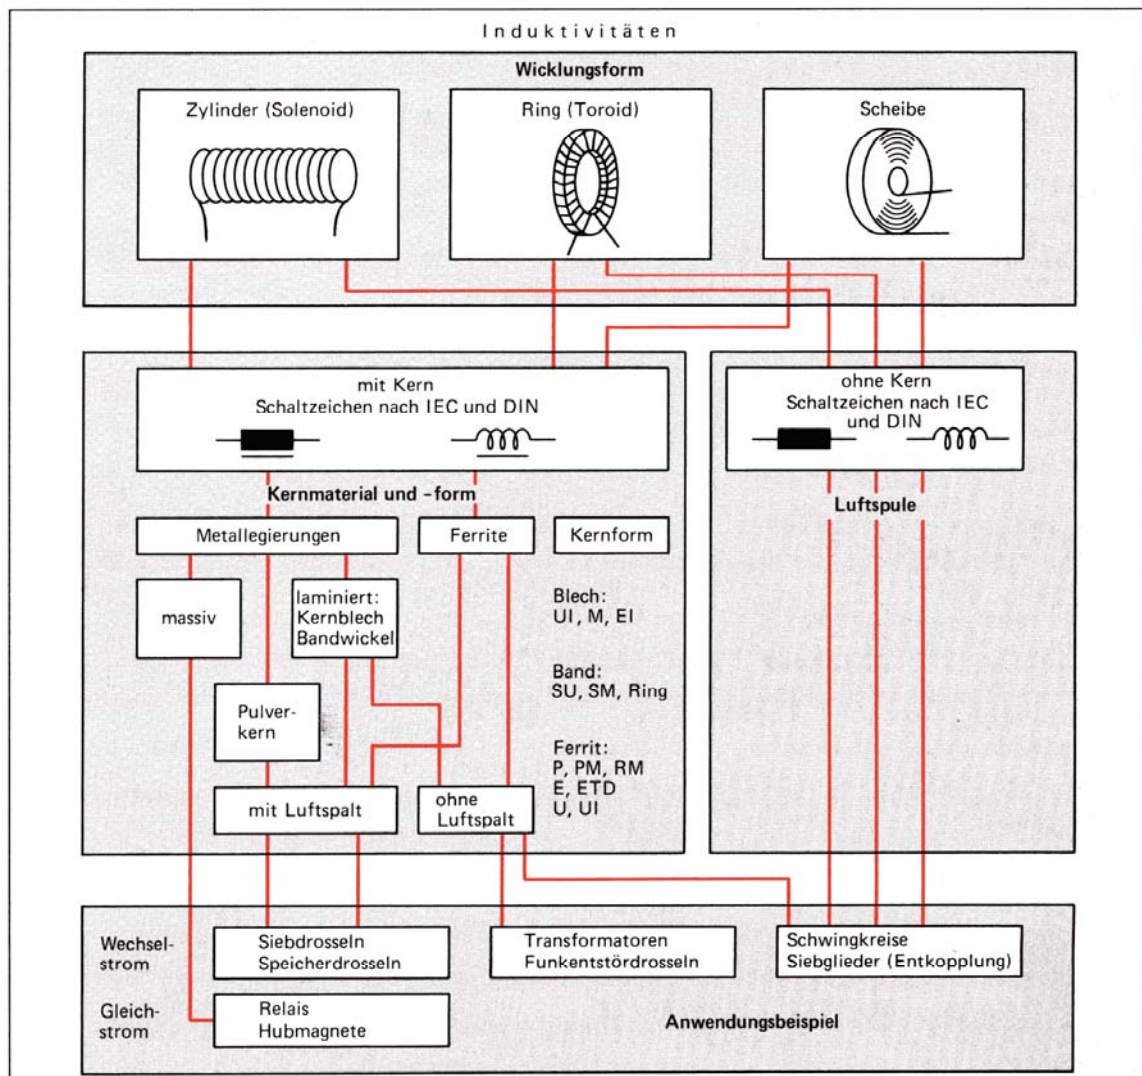 Induktivitäten
Wicklungsform
Zylinder (Solenoid)
Ring (Toroid)
Scheibe
mit Kern
Schaltzeichen nach IEC und DIN
ohne Kern
Schaltzeichen nach IEC
und DIN
Kernmaterial und -form
Luftspule
Metallegierungen
Ferrite
Kernform
massiv
laminiert:
Kernblech
Bandwickel
Blech:
UI, M, EI
Band:
SU, SM, Ring
Pulver-
kern
Ferrit:
P, PM, RM
E, ETD
U, UI
mit Luftspalt
ohne
Luftspalt
Wechsel-
strom
Siebdrosseln
Speicherdrosseln
Transformatoren
Funkentstördrosseln
Schwingkreise
Siebglieder (Entkopplung)
Gleich-
strom
Relais
Hubmagnete
Anwendungsbeispiel